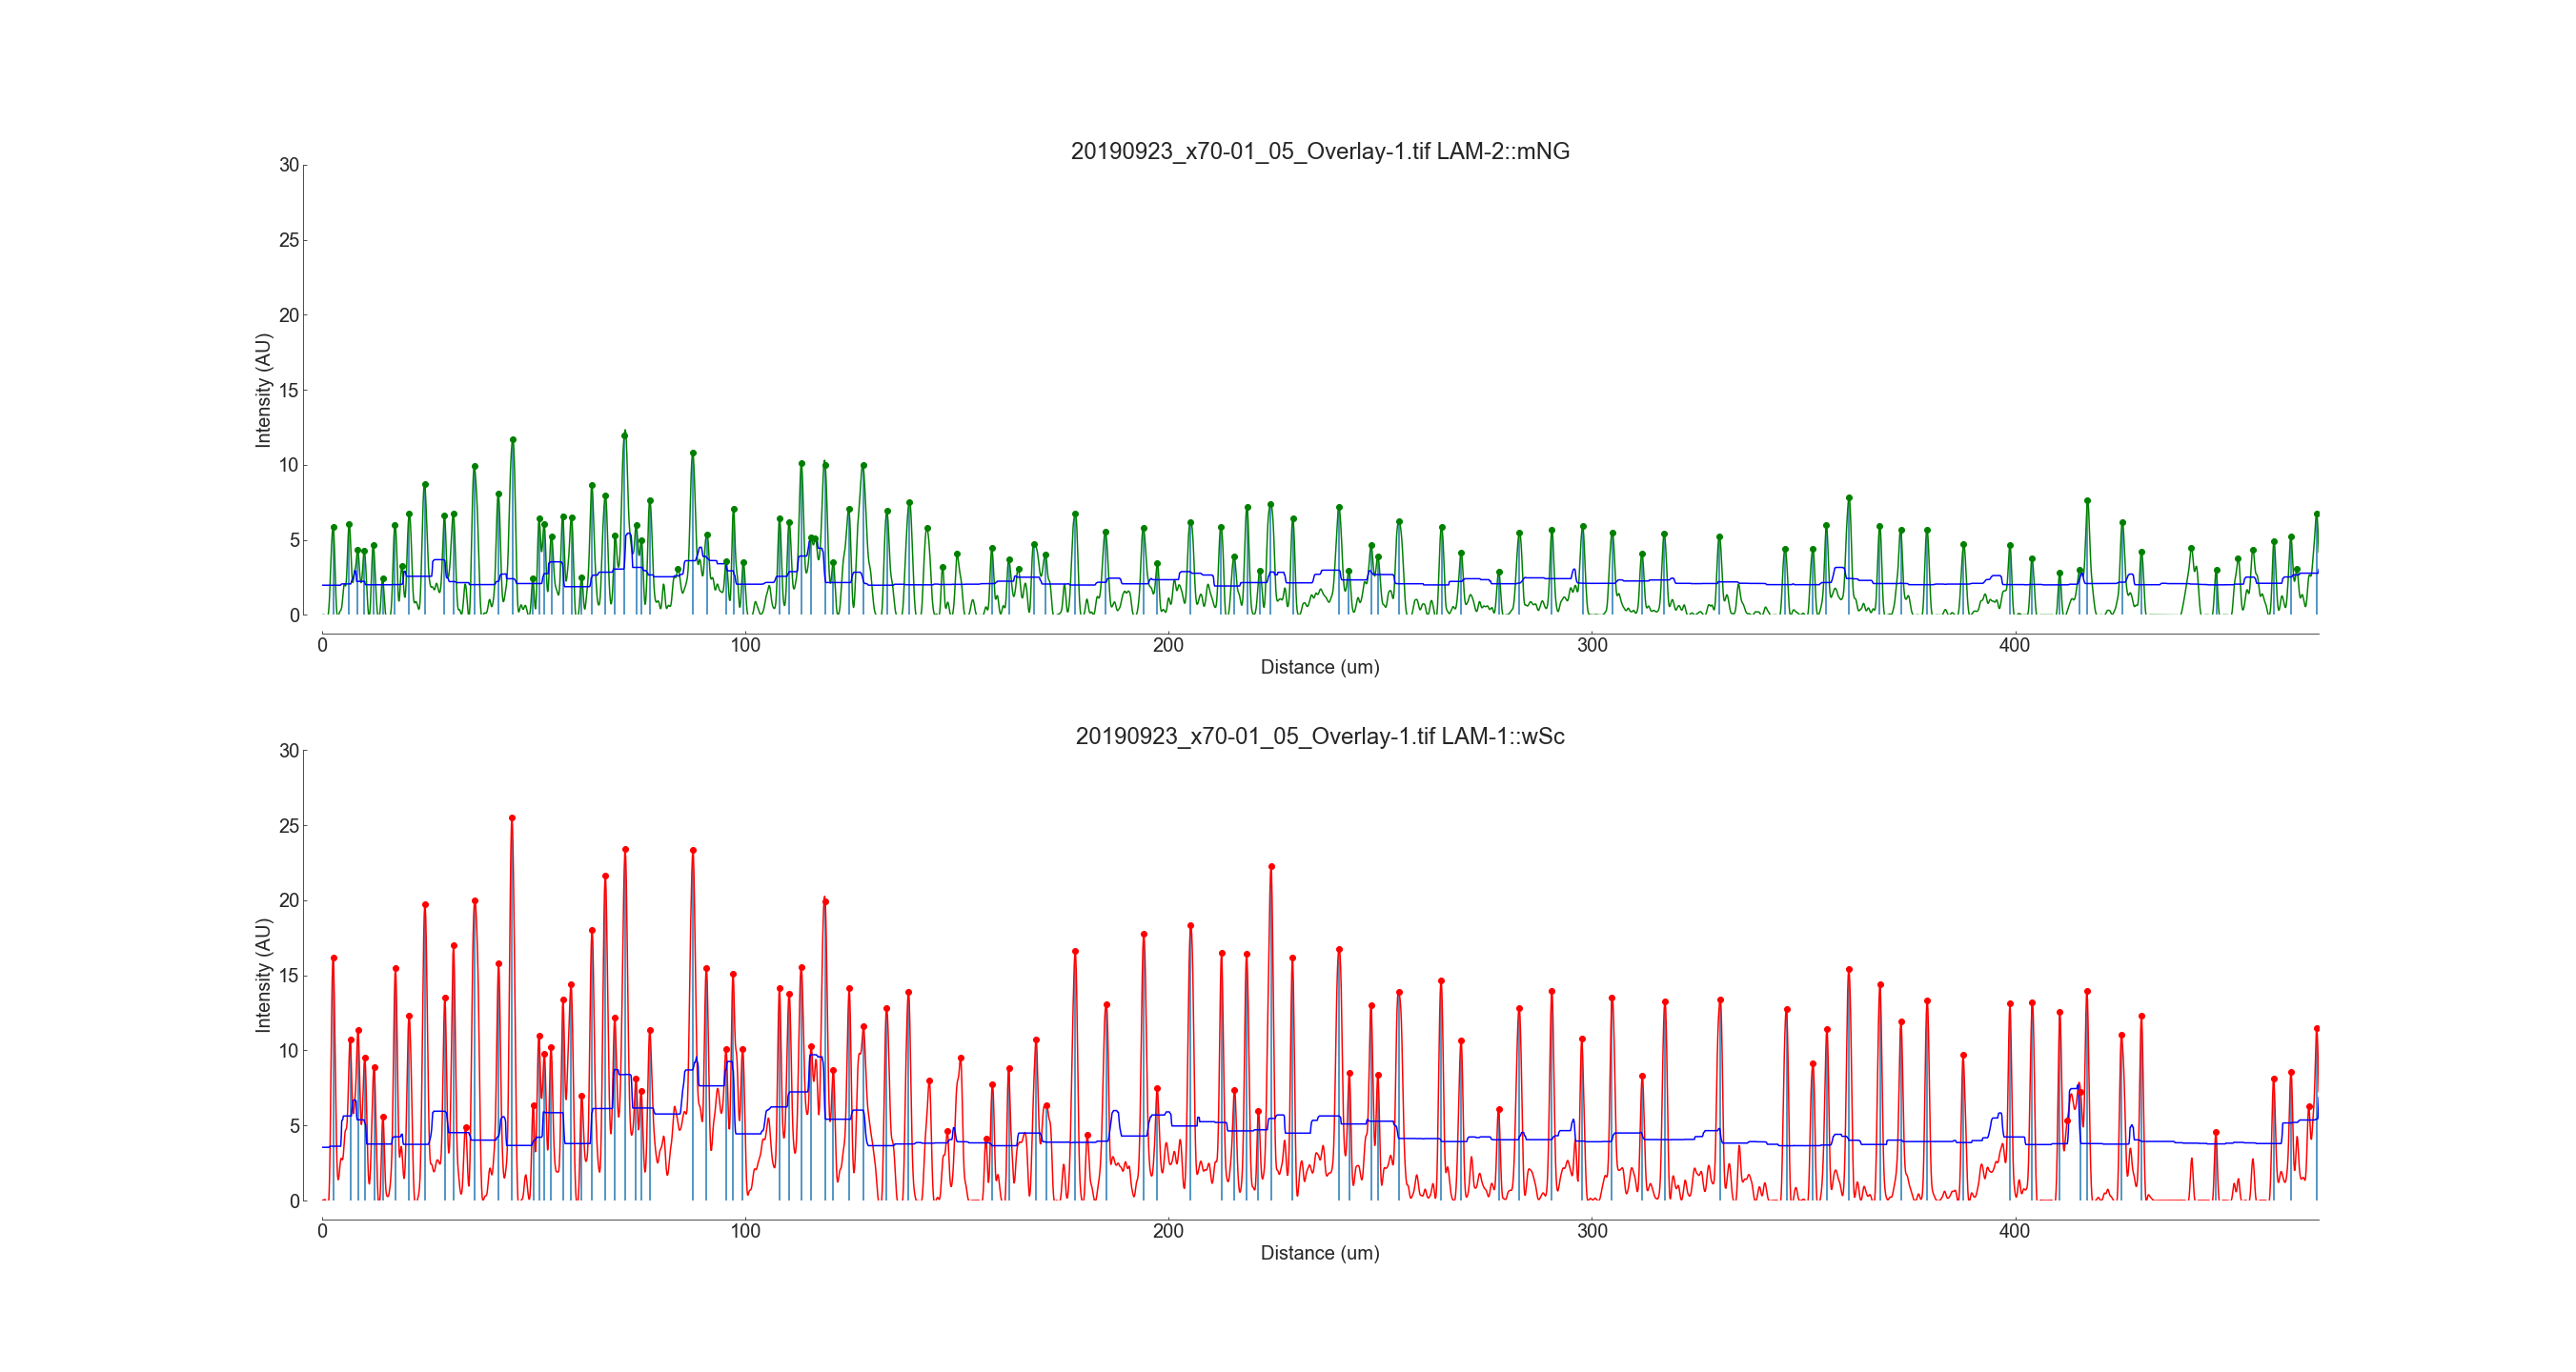 20190923_x70-01_05_Overlay-1.tif LAM-2::mNG
30
25
20
15
10
5
0
Intensity (AU)
0 100 200 300 400
Distance (um)
20190923_x70-01_05_Overlay-1.tif LAM-1::wSc
30
25
20
15
10
5
0
Intensity (AU)
0 100 200 300 400
Distance (um)